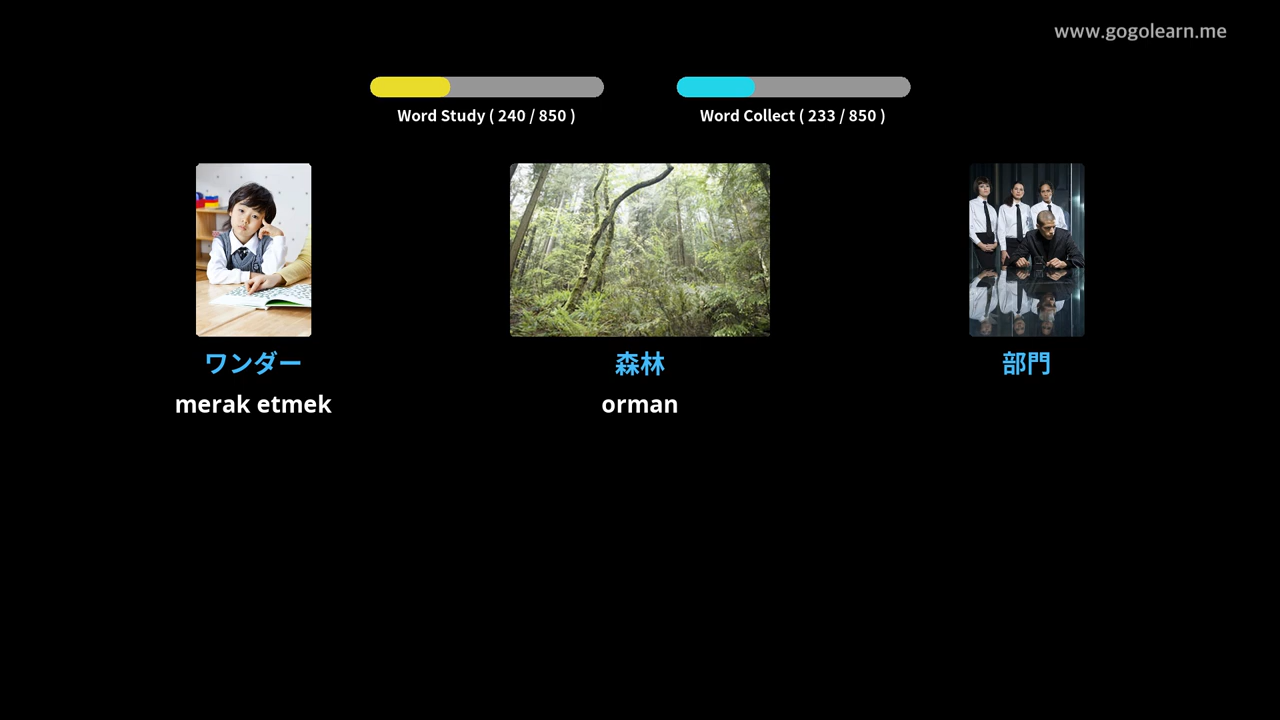 www.gogolearn.me
Word Study ( 240 / 850 )
Word Collect ( 233 / 850 )
ワンダー
merak etmek
森林
orman
部門